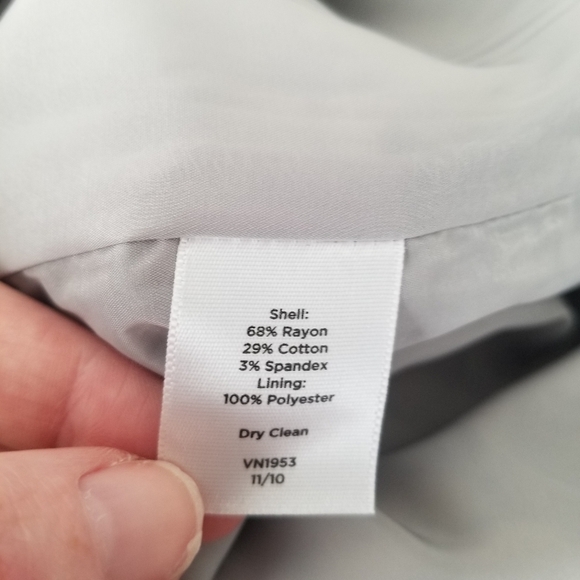 Shell:
68% Rayon
29% Cotton
3% Spandex
Lining:
100% Polyester
Dry Clean
VN1953
11/10